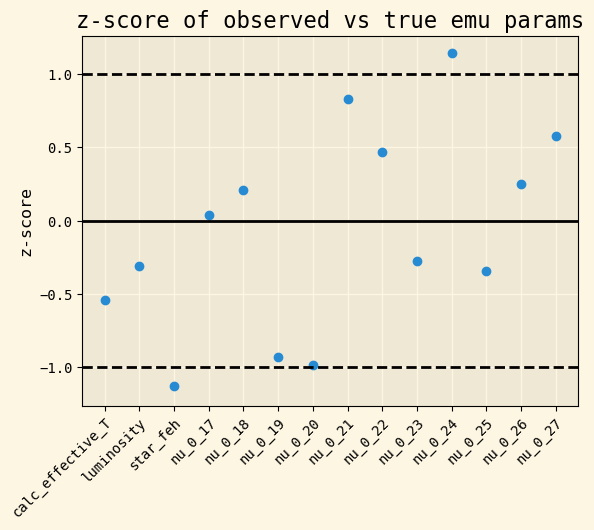 z-score of observed vs true emu params
z-score
1.0
0.5
0.0
−0.5
−1.0
calc_effective_T
luminosity
star_feh
nu_0_17
nu_0_18
nu_0_19
nu_0_20
nu_0_21
nu_0_22
nu_0_23
nu_0_24
nu_0_25
nu_0_26
nu_0_27